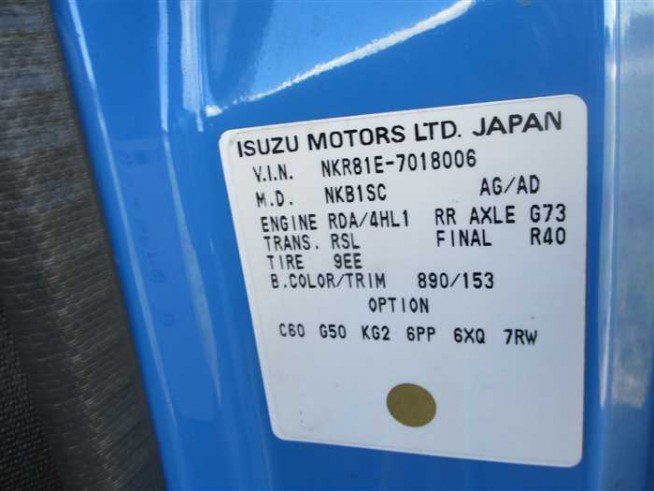 ISUZU MOTORS LTD. JAPAN
V.I.N. NKR81E-7018006
M.D. NKB1SC AG/AD
ENGINE RDA/4HL1 RR AXLE G73
TRANS. RSL FINAL R40
TIRE 9EE
B.COLOR/TRIM 890/153
OPTION
C60 G50 KG2 6PP 6XQ 7RW